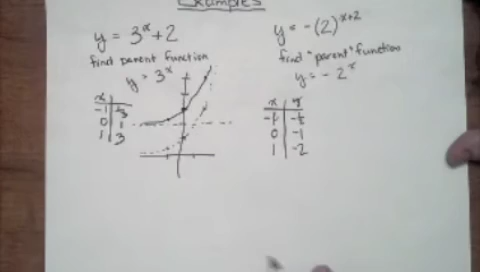 Examples
y = 3^x + 2
find parent function
y = 3^x
x | y
-1 | 1/3
0 | 1
1 | 3
y = -(2)^(x+2)
find "parent" function
y = -2^x
x | y
-1 | -1/2
0 | -1
1 | -2